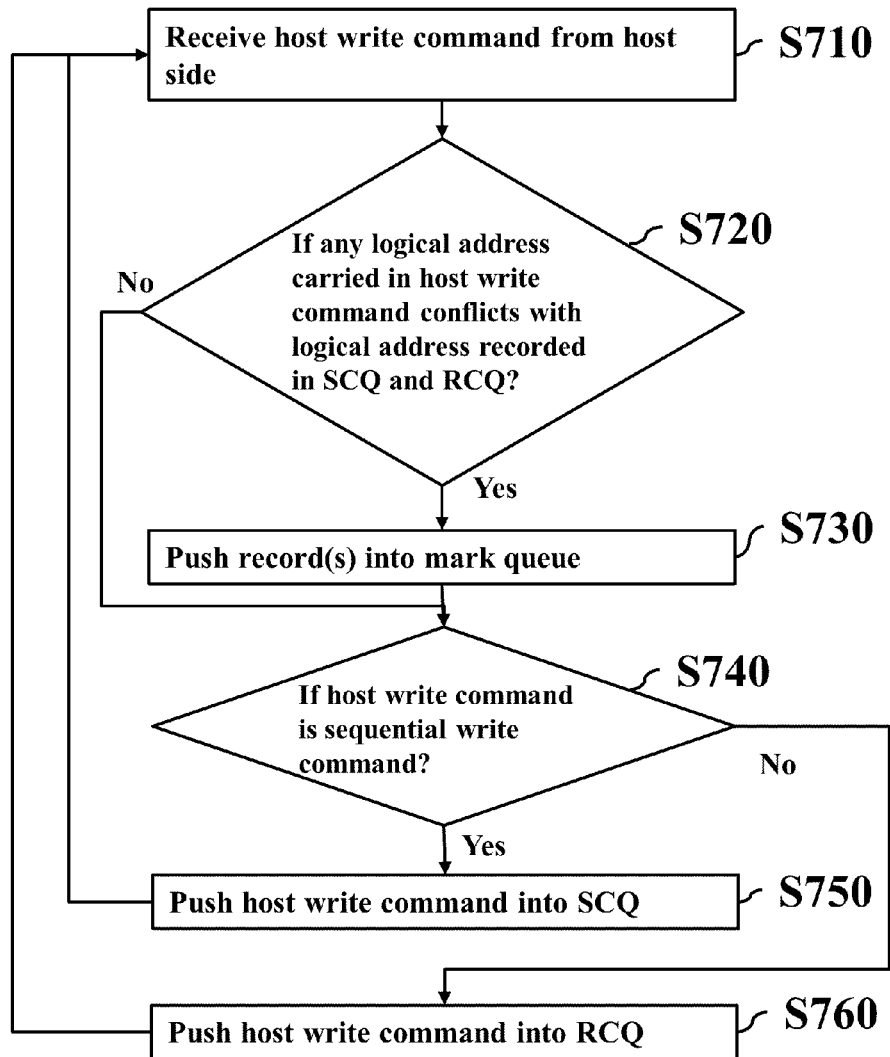 Receive host write command from host
side
S710
If any logical address
carried in host write
command conflicts with
logical address recorded
in SCQ and RCQ?
S720
No
Yes
Push record(s) into mark queue
S730
If host write command
is sequential write
command?
S740
No
Yes
Push host write command into SCQ
S750
Push host write command into RCQ
S760